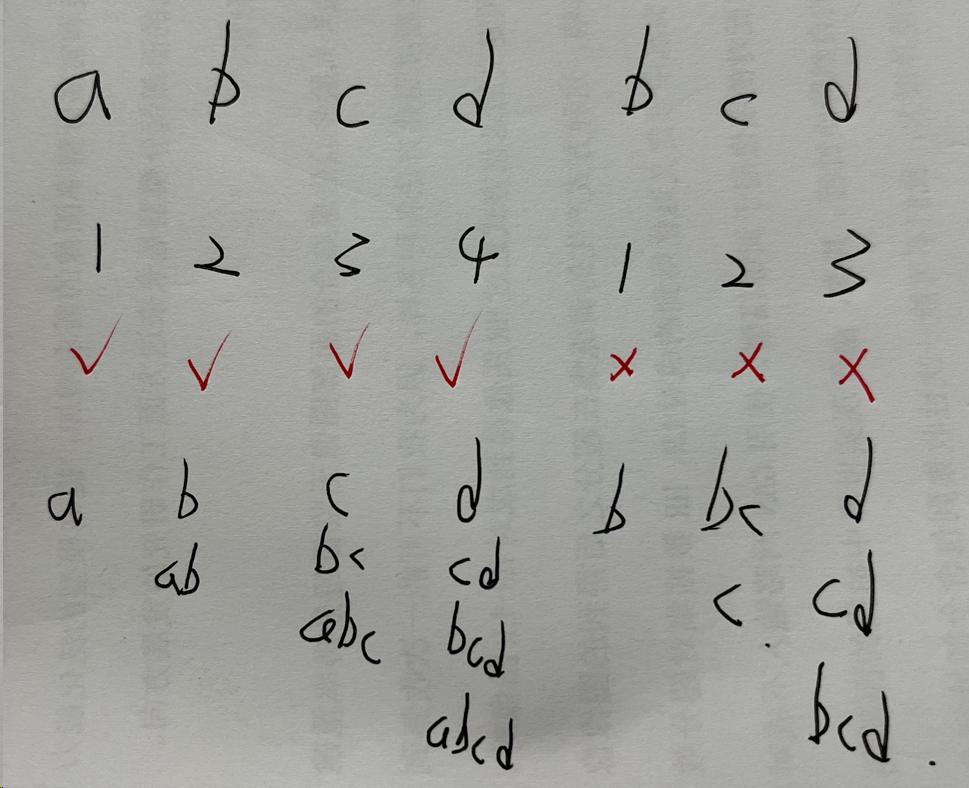 a b c d b c d
1 2 3 4 1 2 3
✓ ✓ ✓ ✓ × × ×
a b c d b bc d
ab bc cd c. cd
abc bcd
abcd bcd.